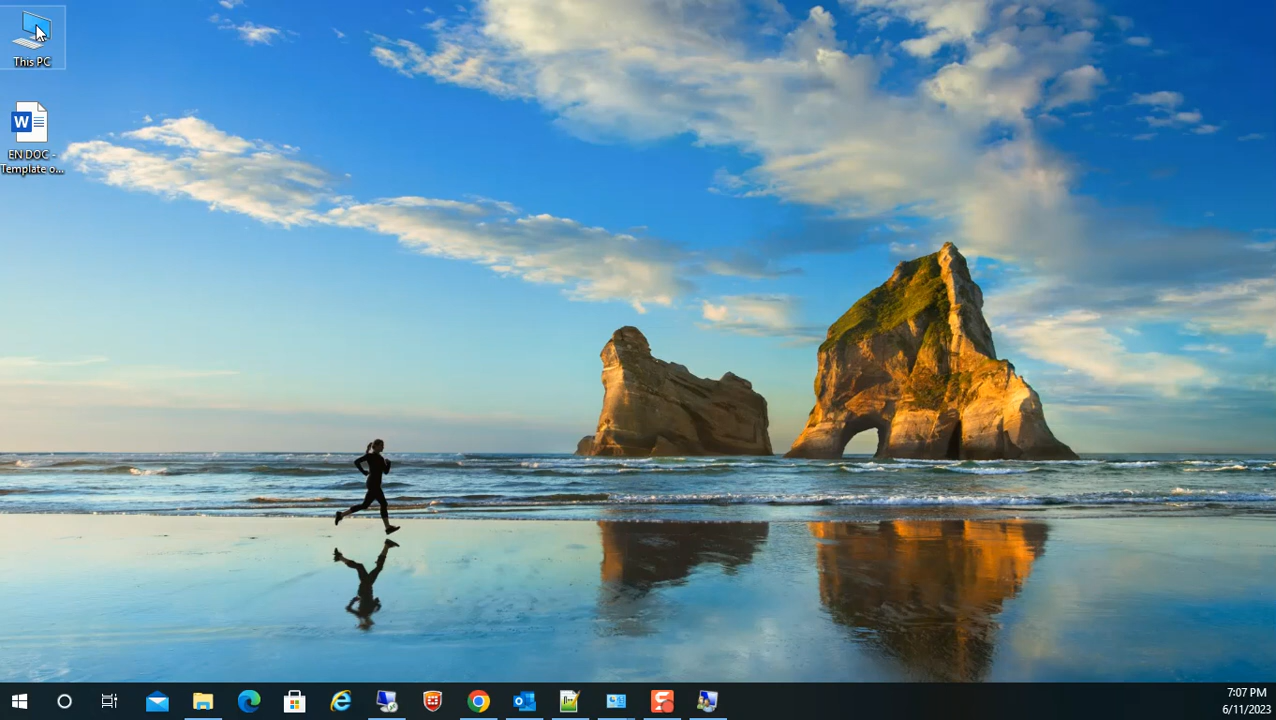 This PC
W
EN DOC -
Template o...
7:07 PM
6/11/2023